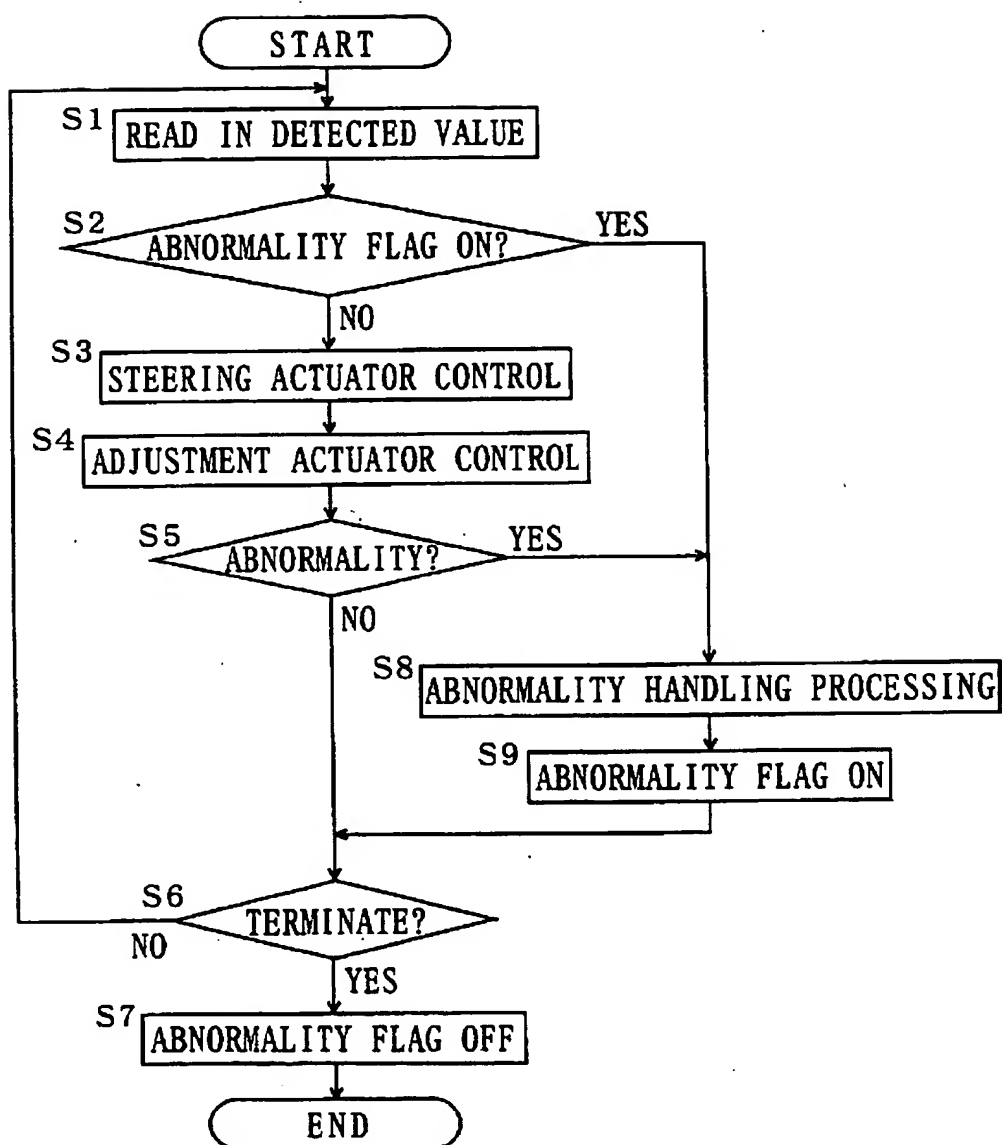 START
S1
READ IN DETECTED VALUE
S2
ABNORMALITY FLAG ON?
YES
NO
S3
STEERING ACTUATOR CONTROL
S4
ADJUSTMENT ACTUATOR CONTROL
S5
ABNORMALITY?
YES
NO
S8
ABNORMALITY HANDLING PROCESSING
S9
ABNORMALITY FLAG ON
S6
TERMINATE?
NO
YES
S7
ABNORMALITY FLAG OFF
END